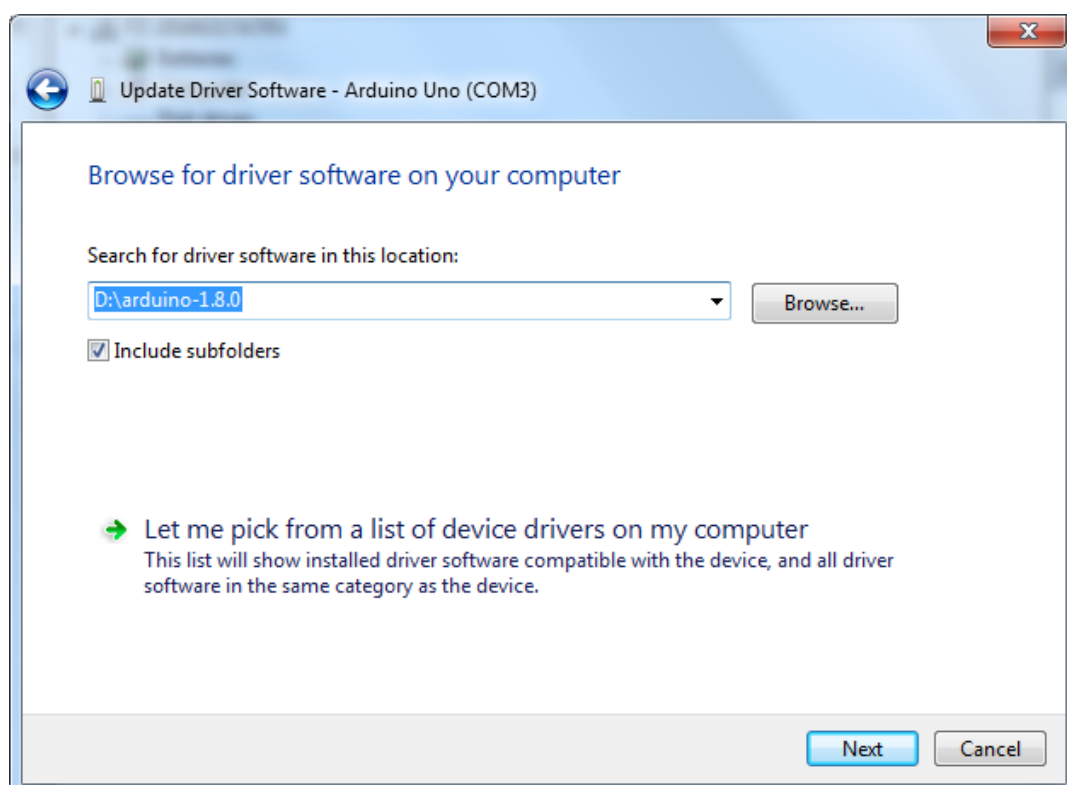 Update Driver Software - Arduino Uno (COM3)
Browse for driver software on your computer
Search for driver software in this location:
D:\arduino-1.8.0
Browse...
Include subfolders
Let me pick from a list of device drivers on my computer
This list will show installed driver software compatible with the device, and all driver
software in the same category as the device.
Next
Cancel